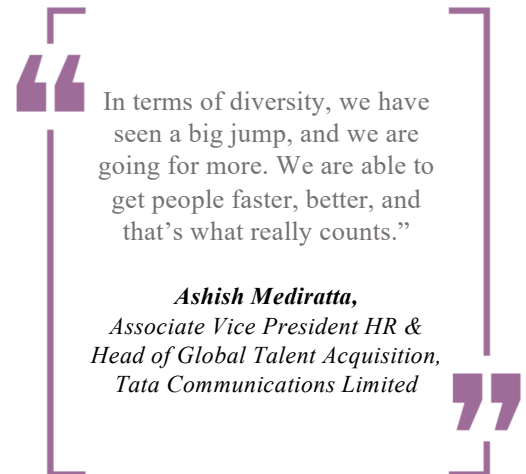 In terms of diversity, we have
seen a big jump, and we are
going for more. We are able to
get people faster, better, and
that’s what really counts.”
Ashish Mediratta,
Associate Vice President HR &
Head of Global Talent Acquisition,
Tata Communications Limited